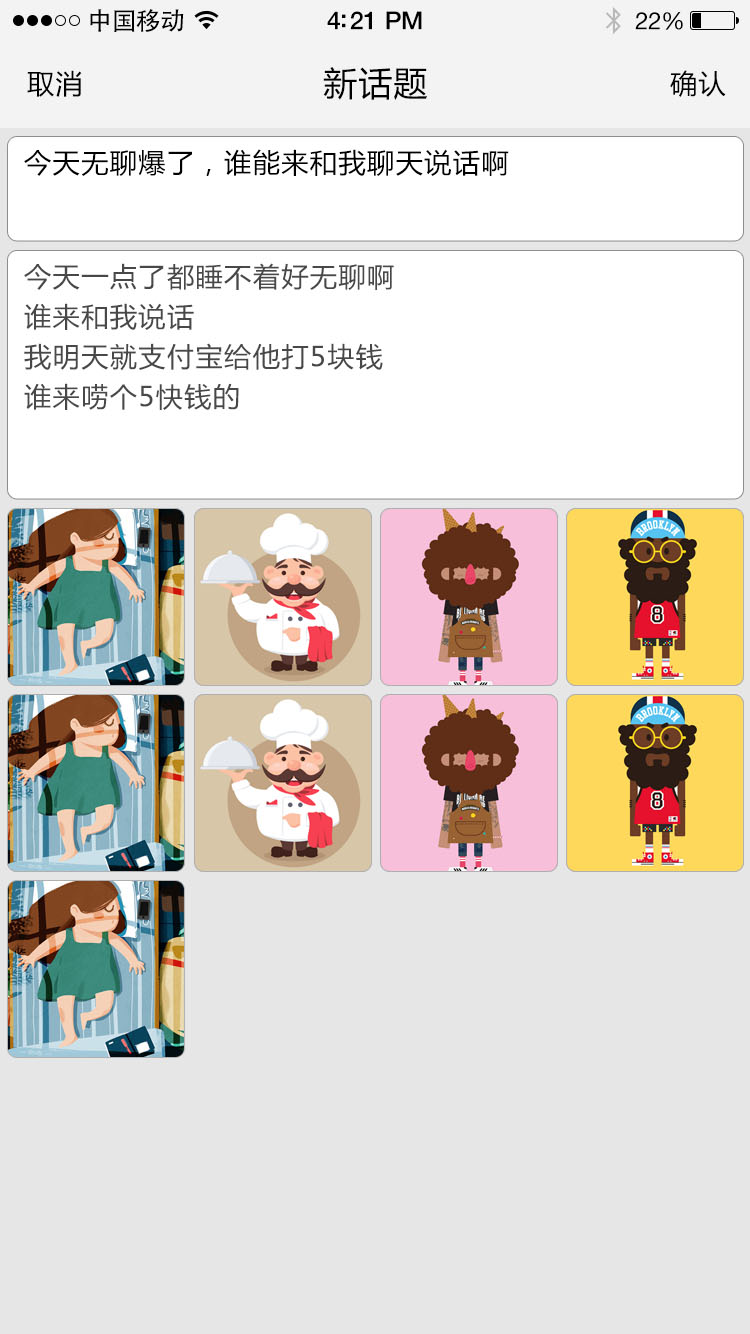 中国移动 4:21 PM 22%
取消 新话题 确认
今天无聊爆了，谁能来和我聊天说话啊
今天一点了都睡不着好无聊啊
谁来和我说话
我明天就支付宝给他打5块钱
谁来唠个5快钱的
BROOKLYN
8
BROOKLYN
8